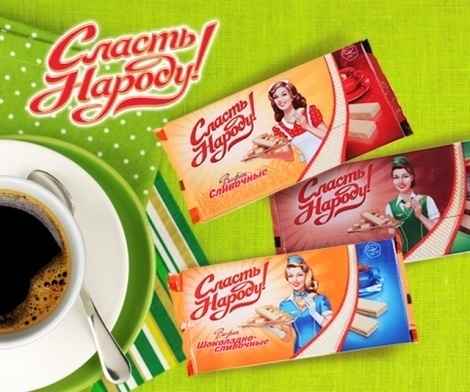 Сласть
Народу!
Сласть
Народу!
Вафли
Сливочные
Сласть
Народу!
Сласть
Народу!
Вафли
Шоколадно-
сливочные